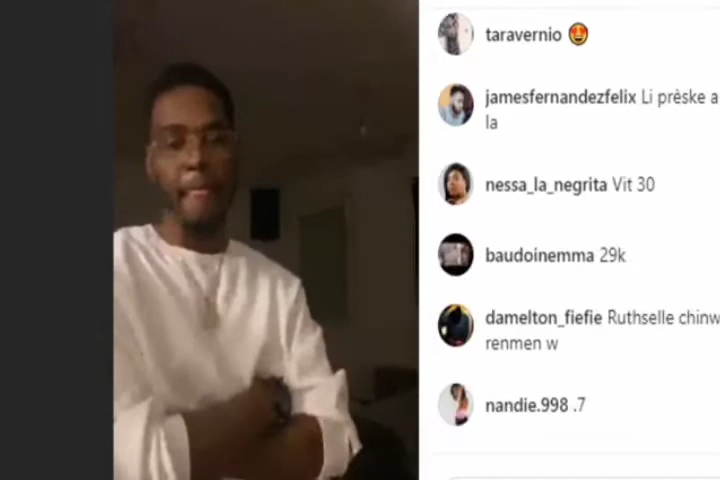 taravernio 🤩
jamesfernandezfelix Li prèske a
la
nessa_la_negrita Vit 30
baudoinemma 29k
damelton_fiefie Ruthselle chinw
renmen w
nandie.998 .7